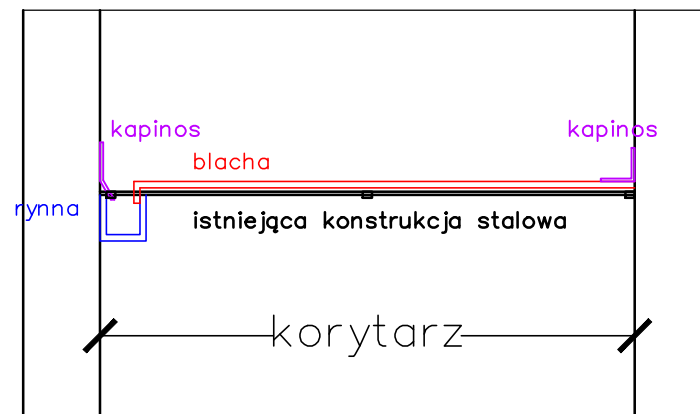 kapinos
kapinos
blacha
rynna
istniejąca konstrukcja stalowa
korytarz